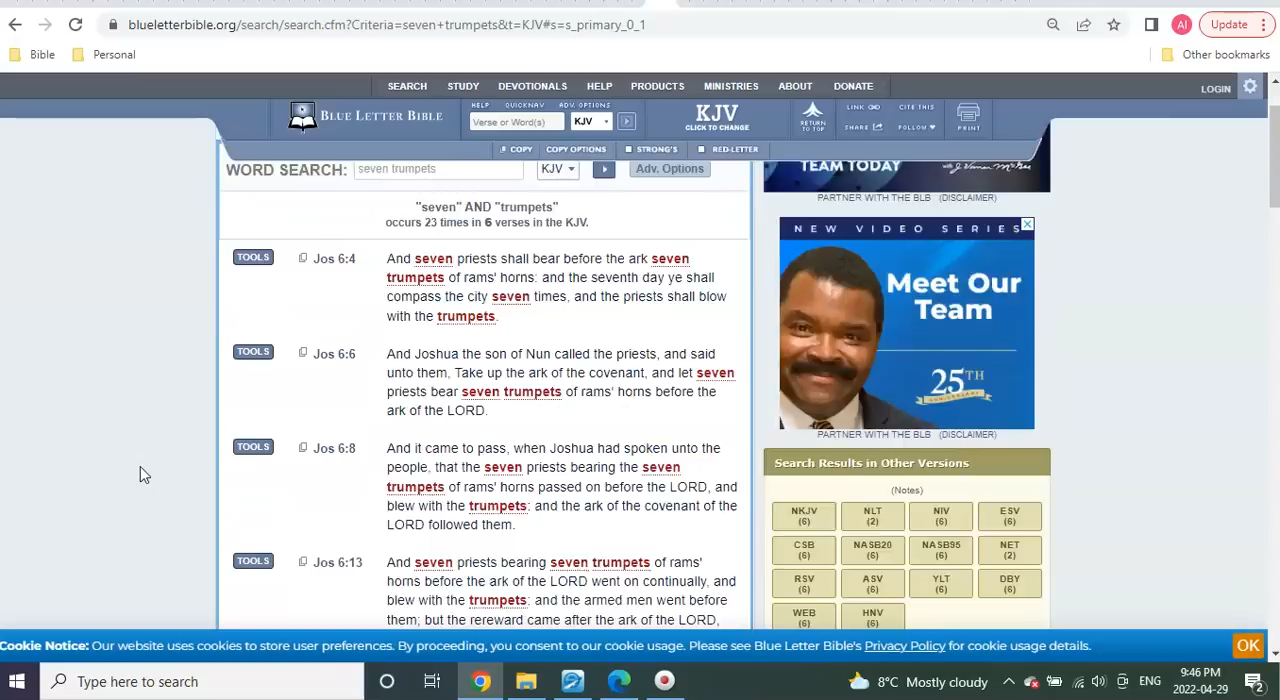 blueletterbible.org/search/search.cfm?Criteria=seven+trumpets&t=KJV#s=s_primary_0_1
AI
Update
Bible
Personal
Other bookmarks
SEARCH STUDY DEVOTIONALS HELP PRODUCTS MINISTRIES ABOUT DONATE
LOGIN
BLUE LETTER BIBLE
HELP QUICKNAV ADV. OPTIONS
Verse or Word(s)
KJV
KJV
CLICK TO CHANGE
RETURN
TO TOP
LINK
CITE THIS
SHARE
FOLLOW
PRINT
COPY COPY OPTIONS STRONG'S RED-LETTER
WORD SEARCH: seven trumpets KJV Adv. Options
"seven" AND "trumpets"
occurs 23 times in 6 verses in the KJV.
TOOLS Jos 6:4
And seven priests shall bear before the ark seven
trumpets of rams' horns: and the seventh day ye shall
compass the city seven times, and the priests shall blow
with the trumpets.
TOOLS Jos 6:6
And Joshua the son of Nun called the priests, and said
unto them, Take up the ark of the covenant, and let seven
priests bear seven trumpets of rams' horns before the
ark of the LORD.
TOOLS Jos 6:8
And it came to pass, when Joshua had spoken unto the
people, that the seven priests bearing the seven
trumpets of rams' horns passed on before the LORD, and
blew with the trumpets: and the ark of the covenant of the
LORD followed them.
TOOLS Jos 6:13
And seven priests bearing seven trumpets of rams'
horns before the ark of the LORD went on continually, and
blew with the trumpets: and the armed men went before
them; but the rereward came after the ark of the LORD,
TEAM TODAY
PARTNER WITH THE BLB (DISCLAIMER)
NEW VIDEO SERIES
Meet Our
Team
25TH
ANNIVERSARY
PARTNER WITH THE BLB (DISCLAIMER)
Search Results in Other Versions
(Notes)
NKJV NLT NIV ESV
(6) (2) (6) (6)
CSB NASB20 NASB95 NET
(6) (6) (6) (2)
RSV ASV YLT DBY
(6) (6) (6) (6)
WEB HNV
(6) (6)
Cookie Notice: Our website uses cookies to store user preferences. By proceeding, you consent to our cookie usage. Please see Blue Letter Bible's Privacy Policy for cookie usage details.
OK
Type here to search
8°C Mostly cloudy
ENG
9:46 PM
2022-04-29
2